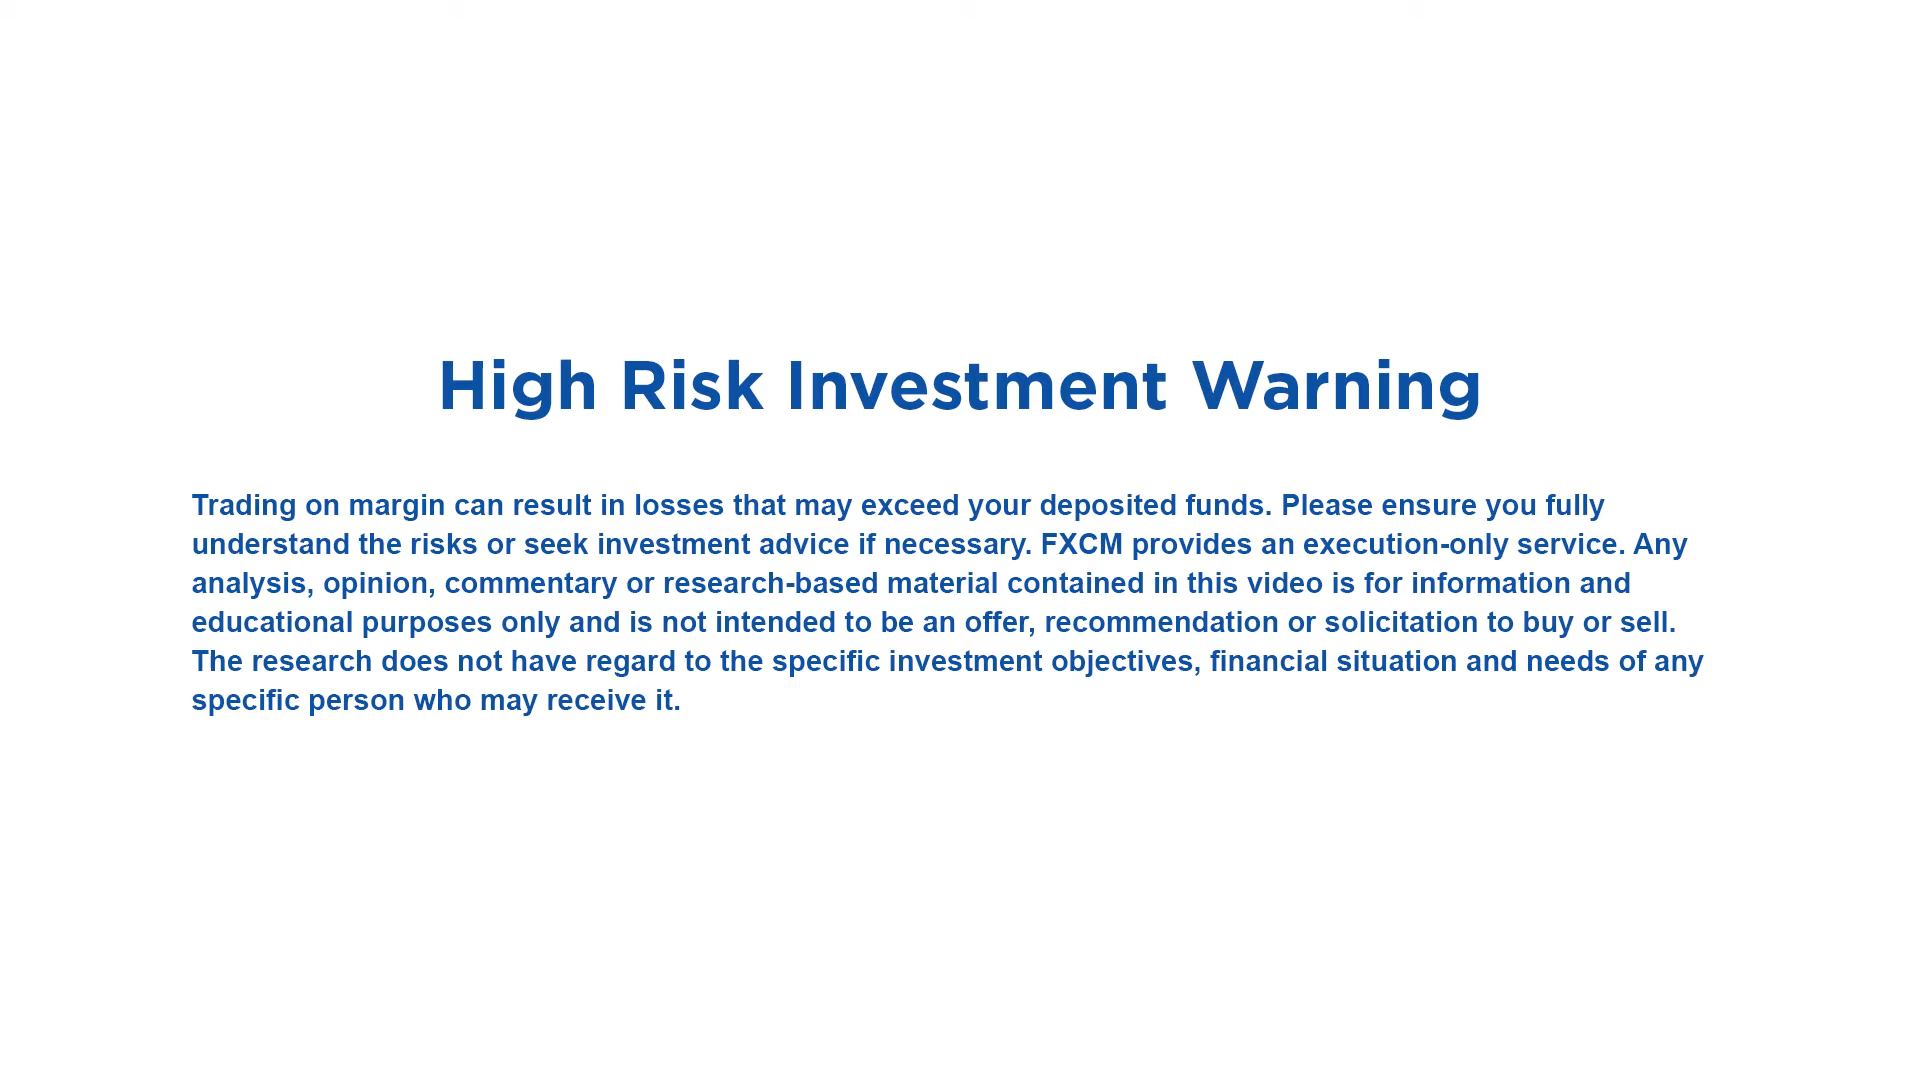 High Risk Investment Warning
Trading on margin can result in losses that may exceed your deposited funds. Please ensure you fully
understand the risks or seek investment advice if necessary. FXCM provides an execution-only service. Any
analysis, opinion, commentary or research-based material contained in this video is for information and
educational purposes only and is not intended to be an offer, recommendation or solicitation to buy or sell.
The research does not have regard to the specific investment objectives, financial situation and needs of any
specific person who may receive it.